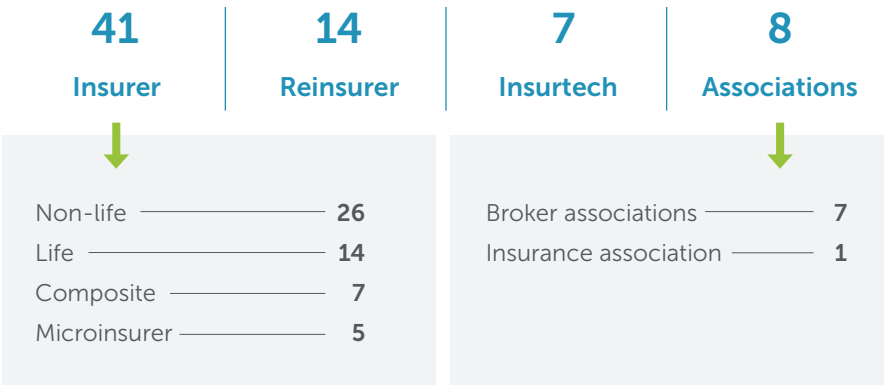 41 14 7 8
Insurer Reinsurer Insurtech Associations
Non-life 26
Life 14
Composite 7
Microinsurer 5
Broker associations 7
Insurance association 1